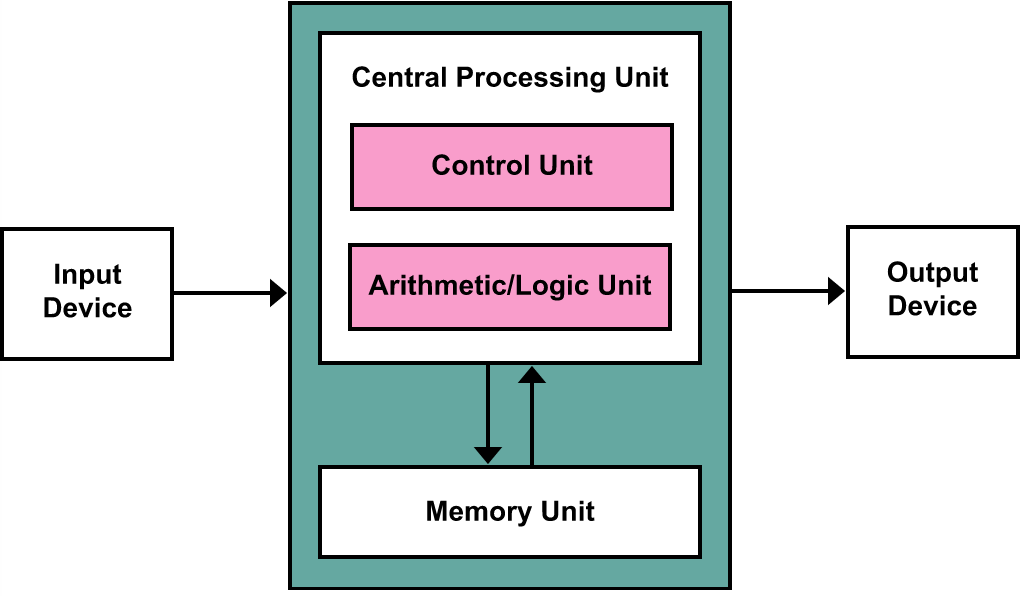 Central Processing Unit
Control Unit
Arithmetic/Logic Unit
Input
Device
Output
Device
Memory Unit